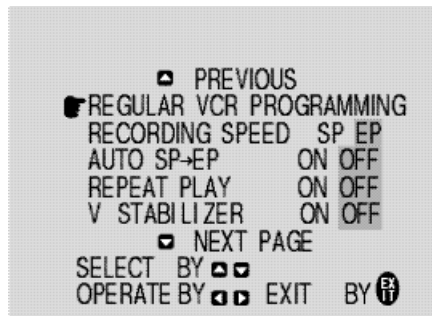 PREVIOUS
REGULAR VCR PROGRAMMING
RECORDING SPEED SP EP
AUTO SP→EP ON OFF
REPEAT PLAY ON OFF
V STABILIZER ON OFF
NEXT PAGE
SELECT BY
OPERATE BY EXIT BY EXIT